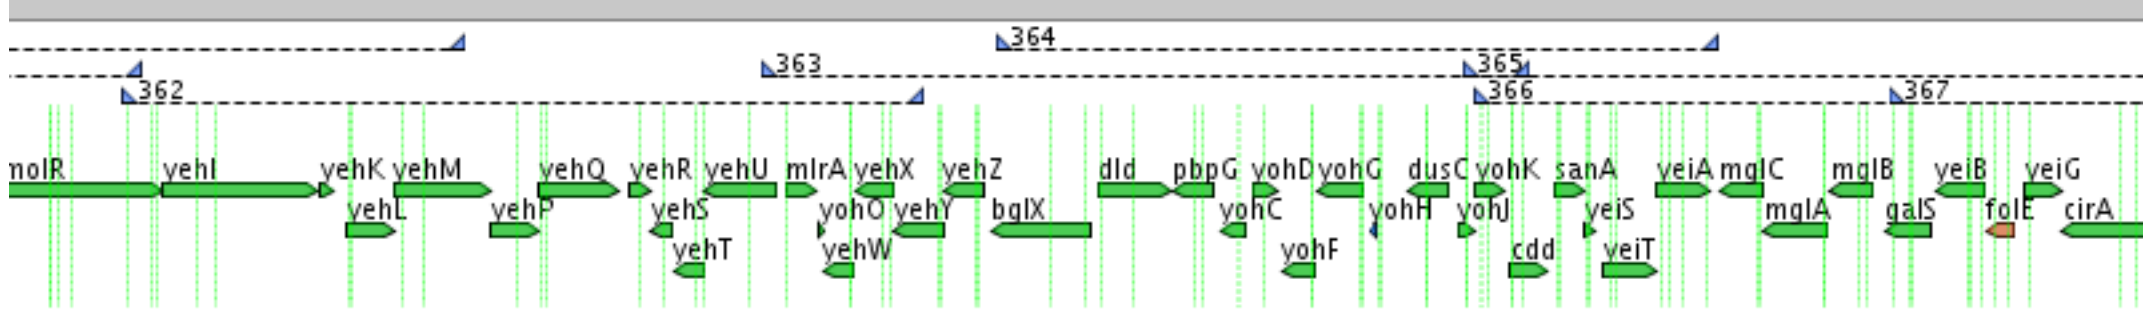 364
363 365
362 366 367
molR yehI yehK yehM yehQ yehR yehU mlrA yehX yehZ dld pbpG yohD yohG dusC yohK sanA yeiA mglC mglB yeiB yeiG
yehL yehP yehS yohO yehY bglX yohC yohH yohJ yeiS mglA galS folE cirA
yehT yehW yohF cdd yeiT